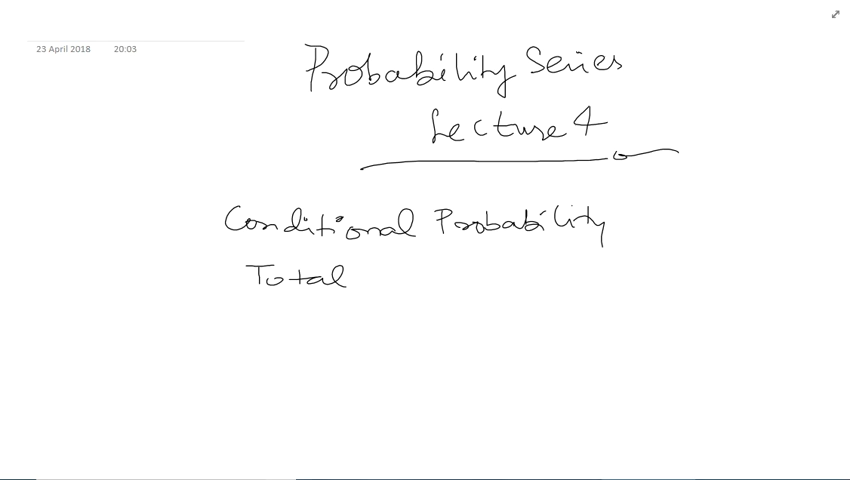 23 April 2018 20:03
Probability Series
Lecture 4
Conditional Probability
Total